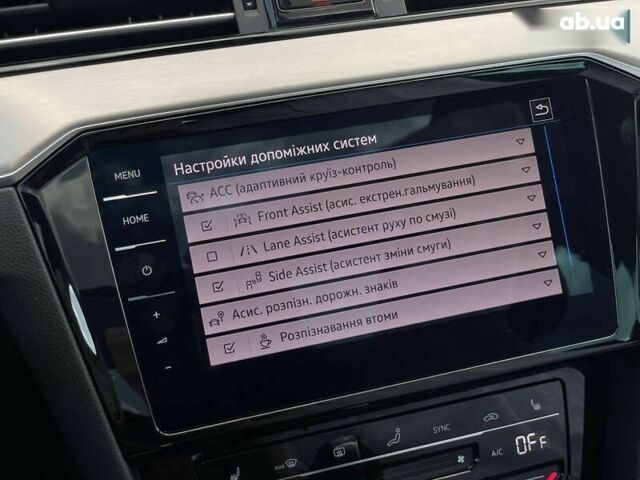 ab.ua
Настройки допоміжних систем
MENU
ACC (адаптивний круїз-контроль)
HOME
Front Assist (асис. екстрен.гальмування)
Lane Assist (асистент руху по смузі)
Side Assist (асистент зміни смуги)
Асис. розпізн. дорожн. знаків
Розпізнавання втоми
+
-
SYNC
MAX
A/C
OFF